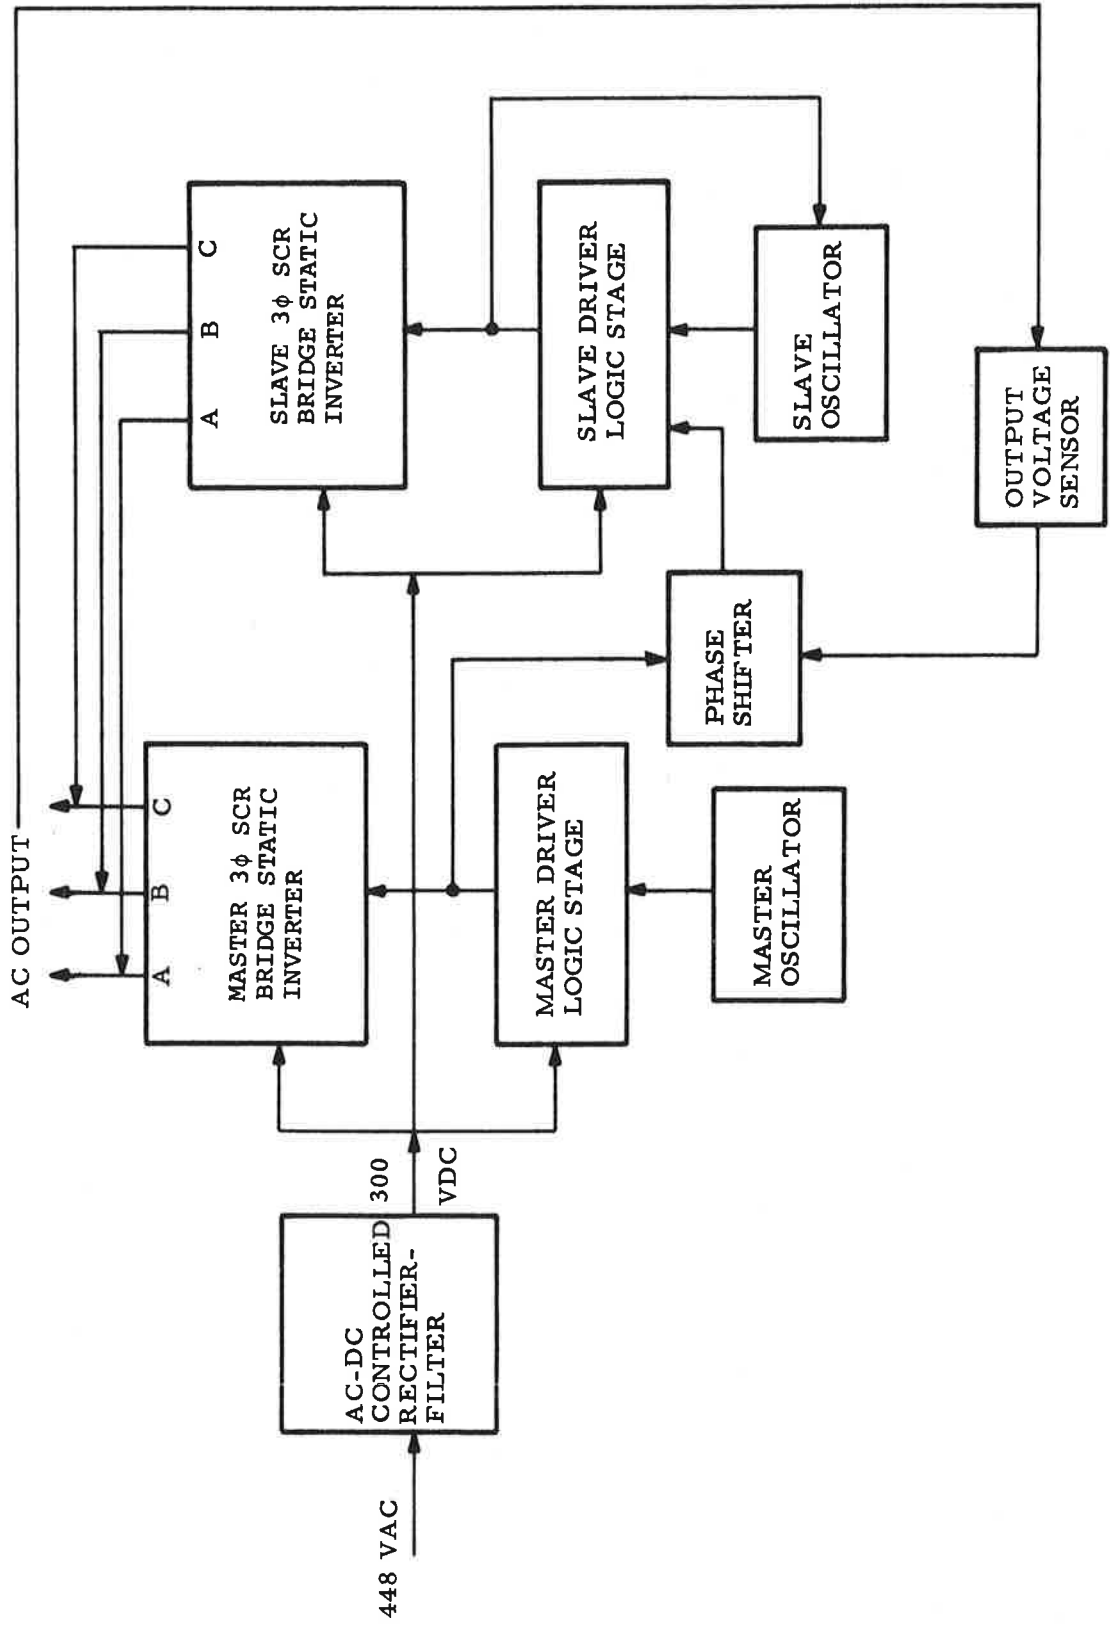 448 VAC
AC-DC
CONTROLLED
RECTIFIER-
FILTER
300
VDC
AC OUTPUT
A
B
C
MASTER 3ϕ SCR
BRIDGE STATIC
INVERTER
MASTER DRIVER
LOGIC STAGE
MASTER
OSCILLATOR
PHASE
SHIFTER
A
B
C
SLAVE 3ϕ SCR
BRIDGE STATIC
INVERTER
SLAVE DRIVER
LOGIC STAGE
SLAVE
OSCILLATOR
OUTPUT
VOLTAGE
SENSOR